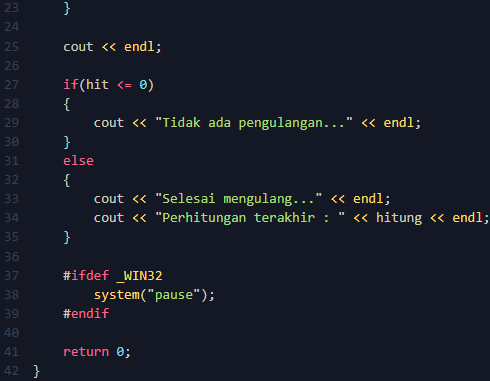 23     }
24
25     cout << endl;
26
27     if(hit <= 0)
28     {
29         cout << "Tidak ada pengulangan..." << endl;
30     }
31     else
32     {
33         cout << "Selesai mengulang..." << endl;
34         cout << "Perhitungan terakhir : " << hitung << endl;
35     }
36
37     #ifdef _WIN32
38         system("pause");
39     #endif
40
41     return 0;
42 }